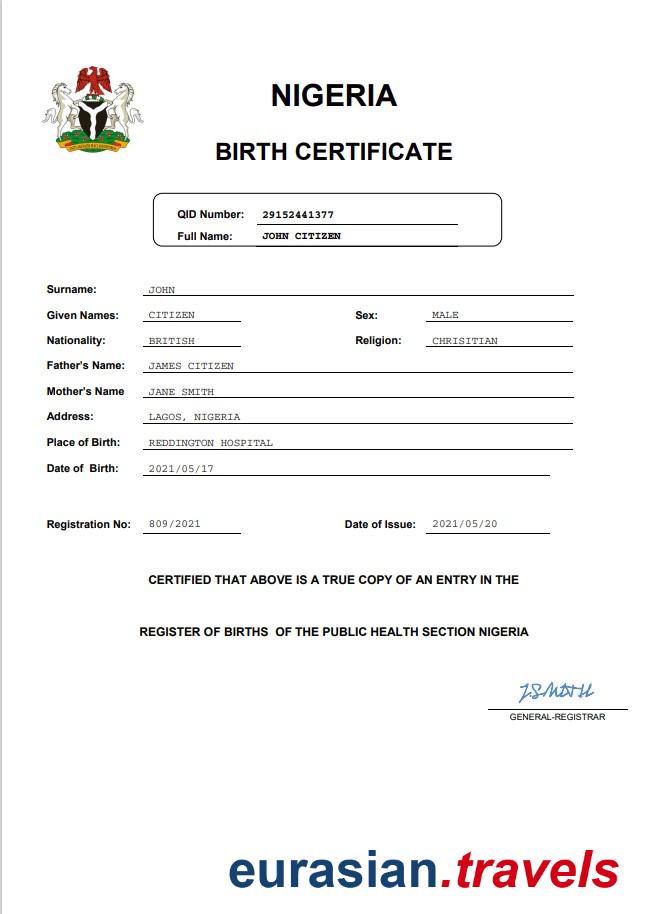 NIGERIA
BIRTH CERTIFICATE
QID Number: 29152441377
Full Name: JOHN CITIZEN
Surname: JOHN
Given Names: CITIZEN Sex: MALE
Nationality: BRITISH Religion: CHRISITIAN
Father's Name: JAMES CITIZEN
Mother's Name JANE SMITH
Address: LAGOS, NIGERIA
Place of Birth: REDDINGTON HOSPITAL
Date of Birth: 2021/05/17
Registration No: 809/2021 Date of Issue: 2021/05/20
CERTIFIED THAT ABOVE IS A TRUE COPY OF AN ENTRY IN THE
REGISTER OF BIRTHS OF THE PUBLIC HEALTH SECTION NIGERIA
J.SMITH
GENERAL-REGISTRAR
eurasian.travels